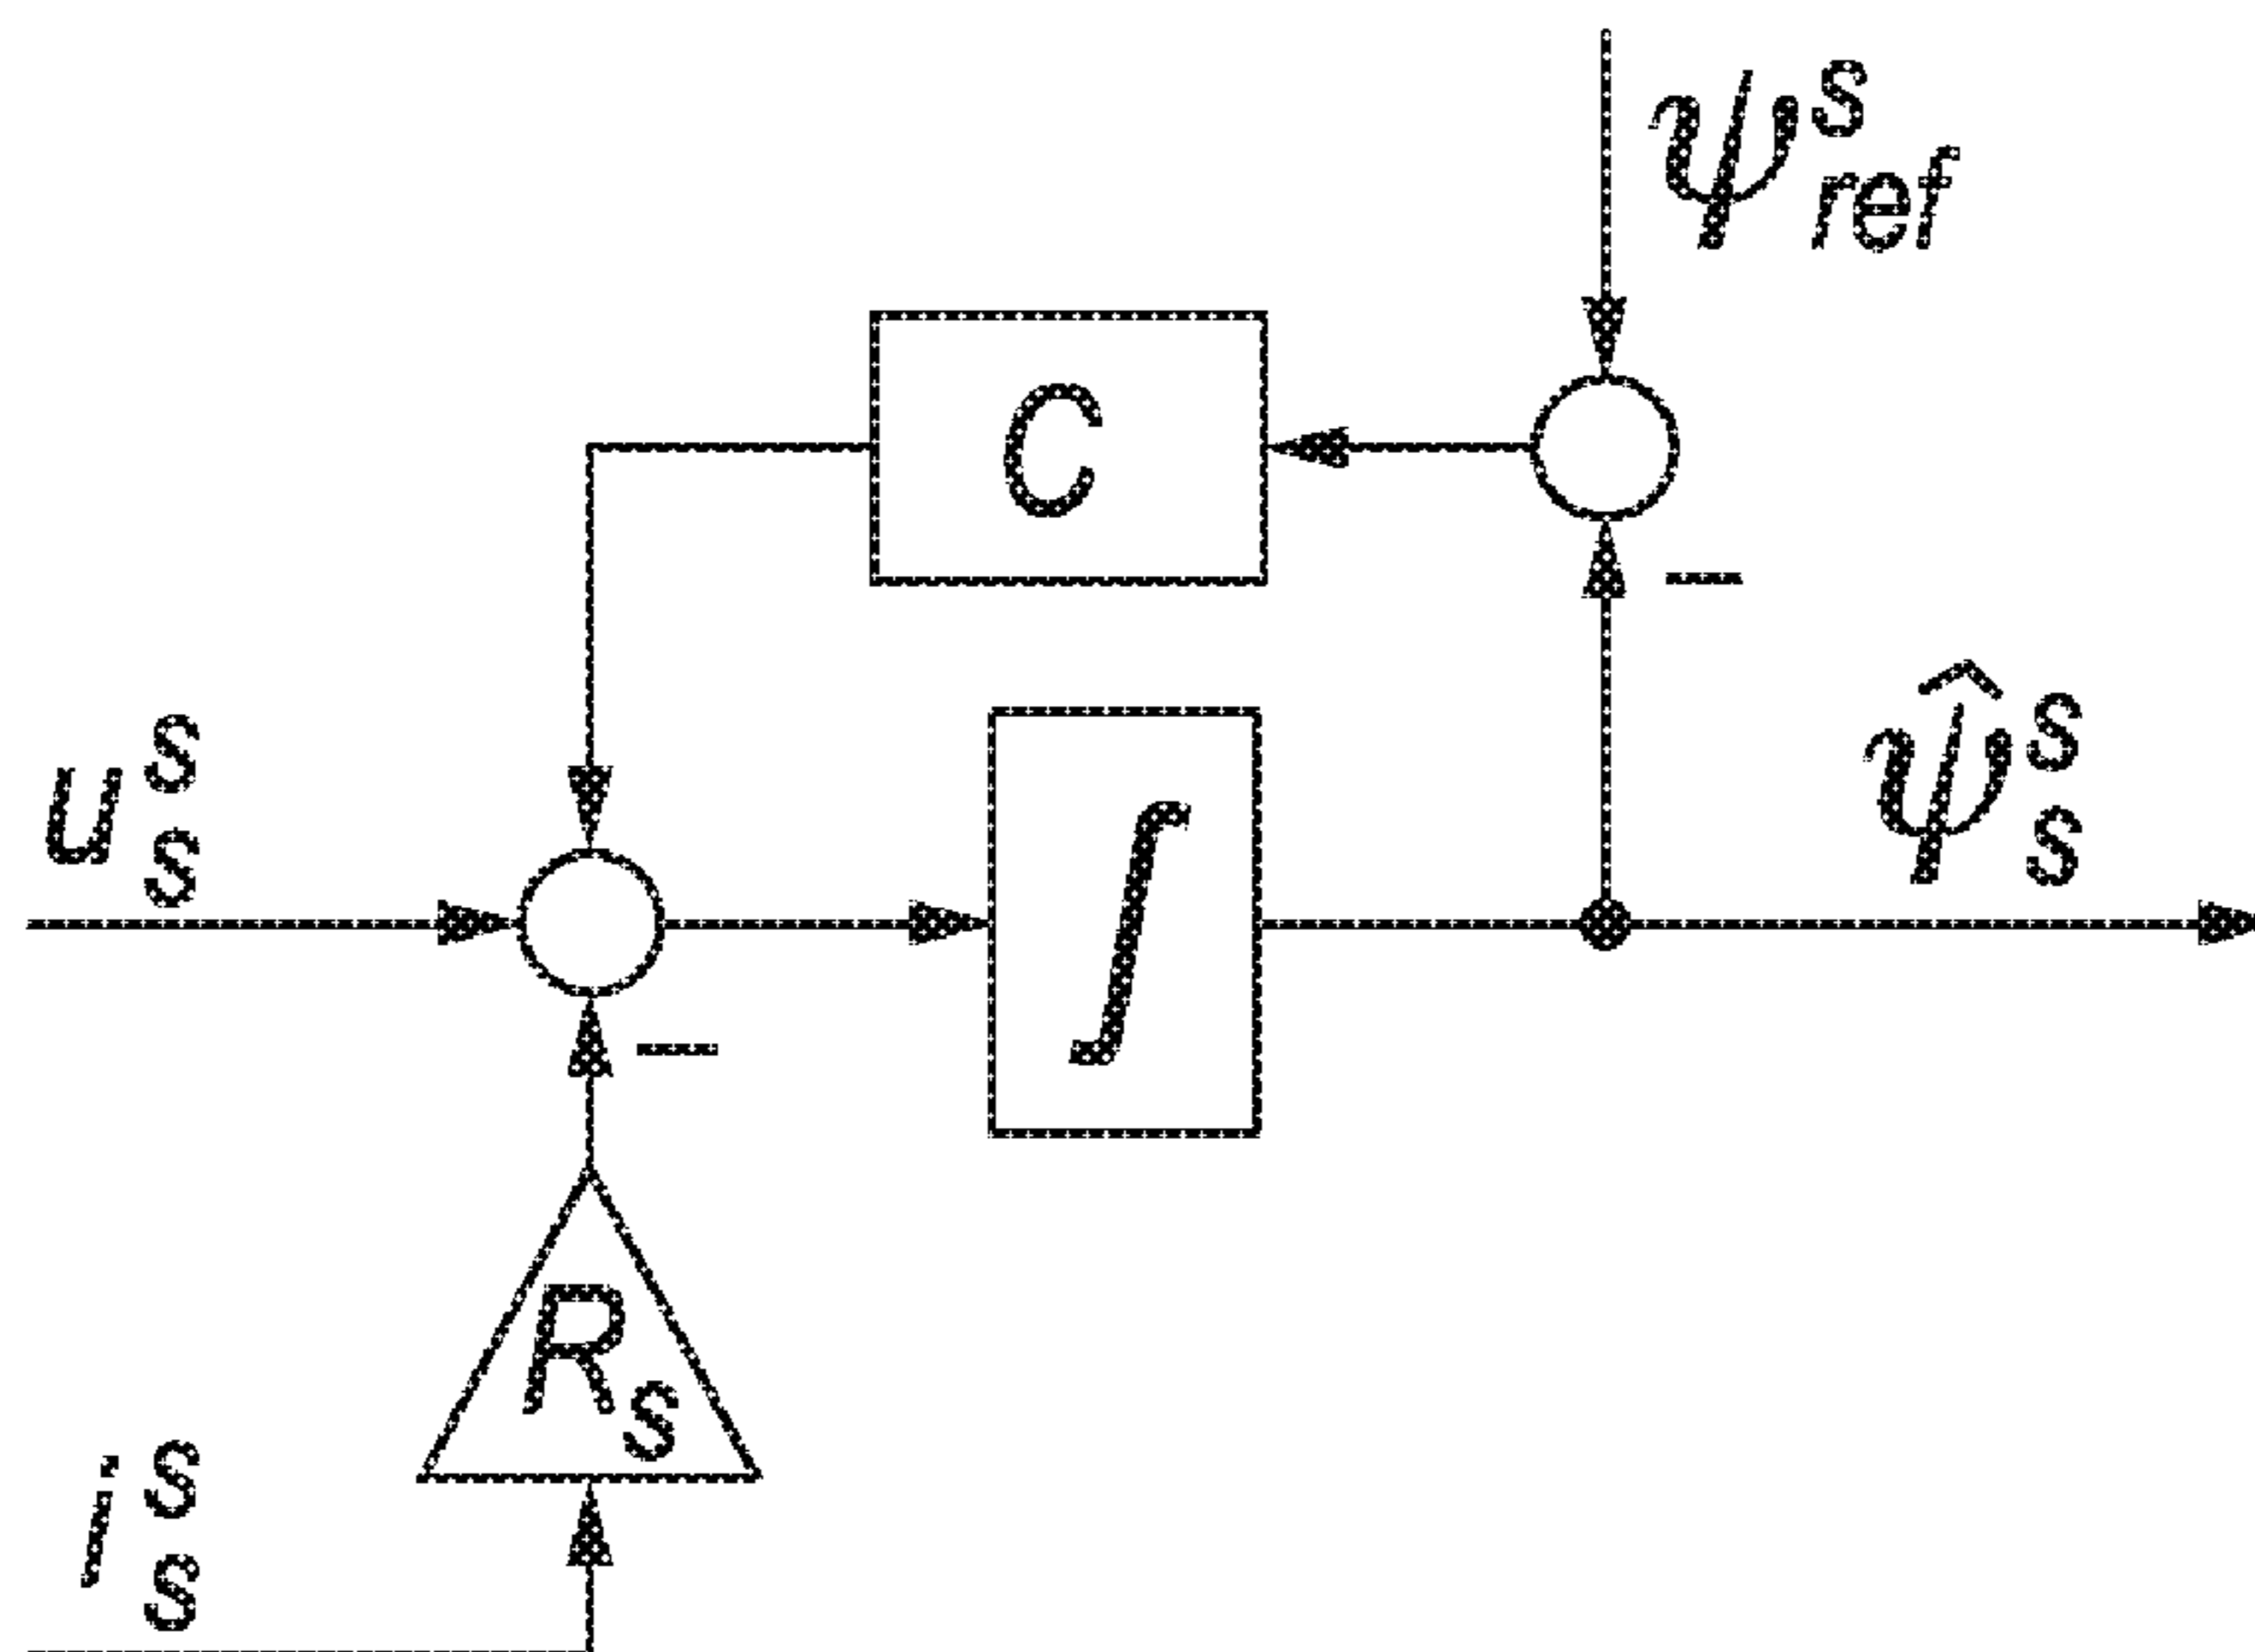 ψ^s_ref
C
u^s_s
∫
ψ̂^s_s
−
−
R_s
i^s_s